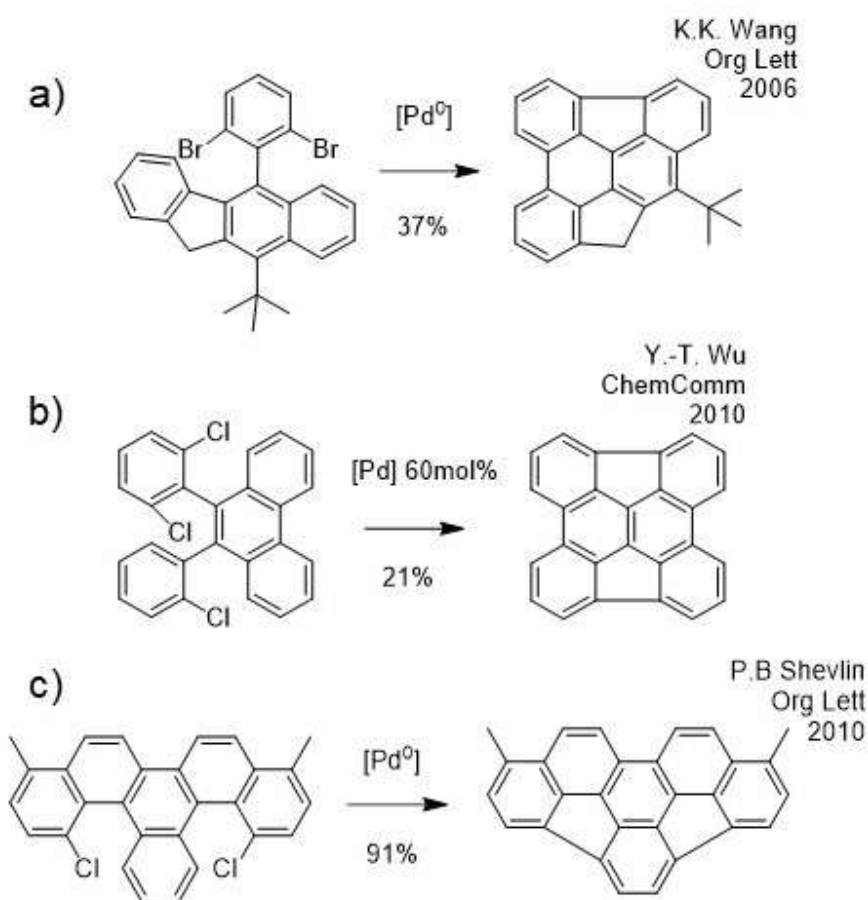 K.K. Wang
Org Lett
2006
a)
Br
Br
[Pd⁰]
37%
Y.-T. Wu
ChemComm
2010
b)
Cl
Cl
Cl
[Pd] 60mol%
21%
P.B Shevlin
Org Lett
2010
c)
Cl
Cl
[Pd⁰]
91%